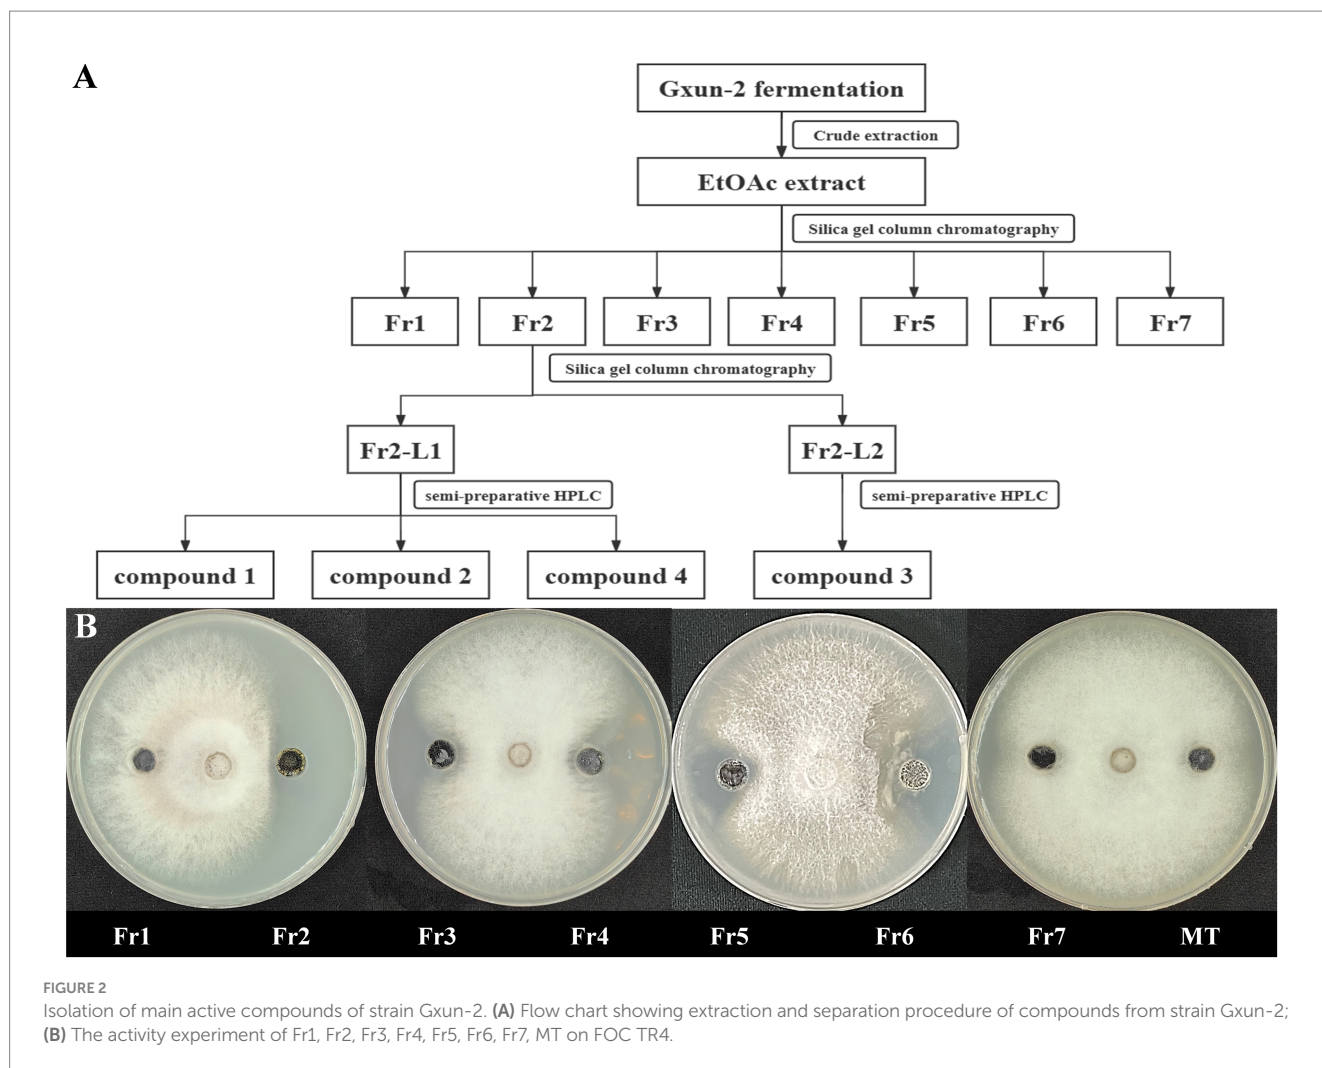 A
Gxun-2 fermentation
Crude extraction
EtOAc extract
Silica gel column chromatography
Fr1 Fr2 Fr3 Fr4 Fr5 Fr6 Fr7
Silica gel column chromatography
Fr2-L1 Fr2-L2
semi-preparative HPLC semi-preparative HPLC
compound 1 compound 2 compound 4 compound 3
B
Fr1 Fr2 Fr3 Fr4 Fr5 Fr6 Fr7 MT
FIGURE 2
Isolation of main active compounds of strain Gxun-2. (A) Flow chart showing extraction and separation procedure of compounds from strain Gxun-2;
(B) The activity experiment of Fr1, Fr2, Fr3, Fr4, Fr5, Fr6, Fr7, MT on FOC TR4.